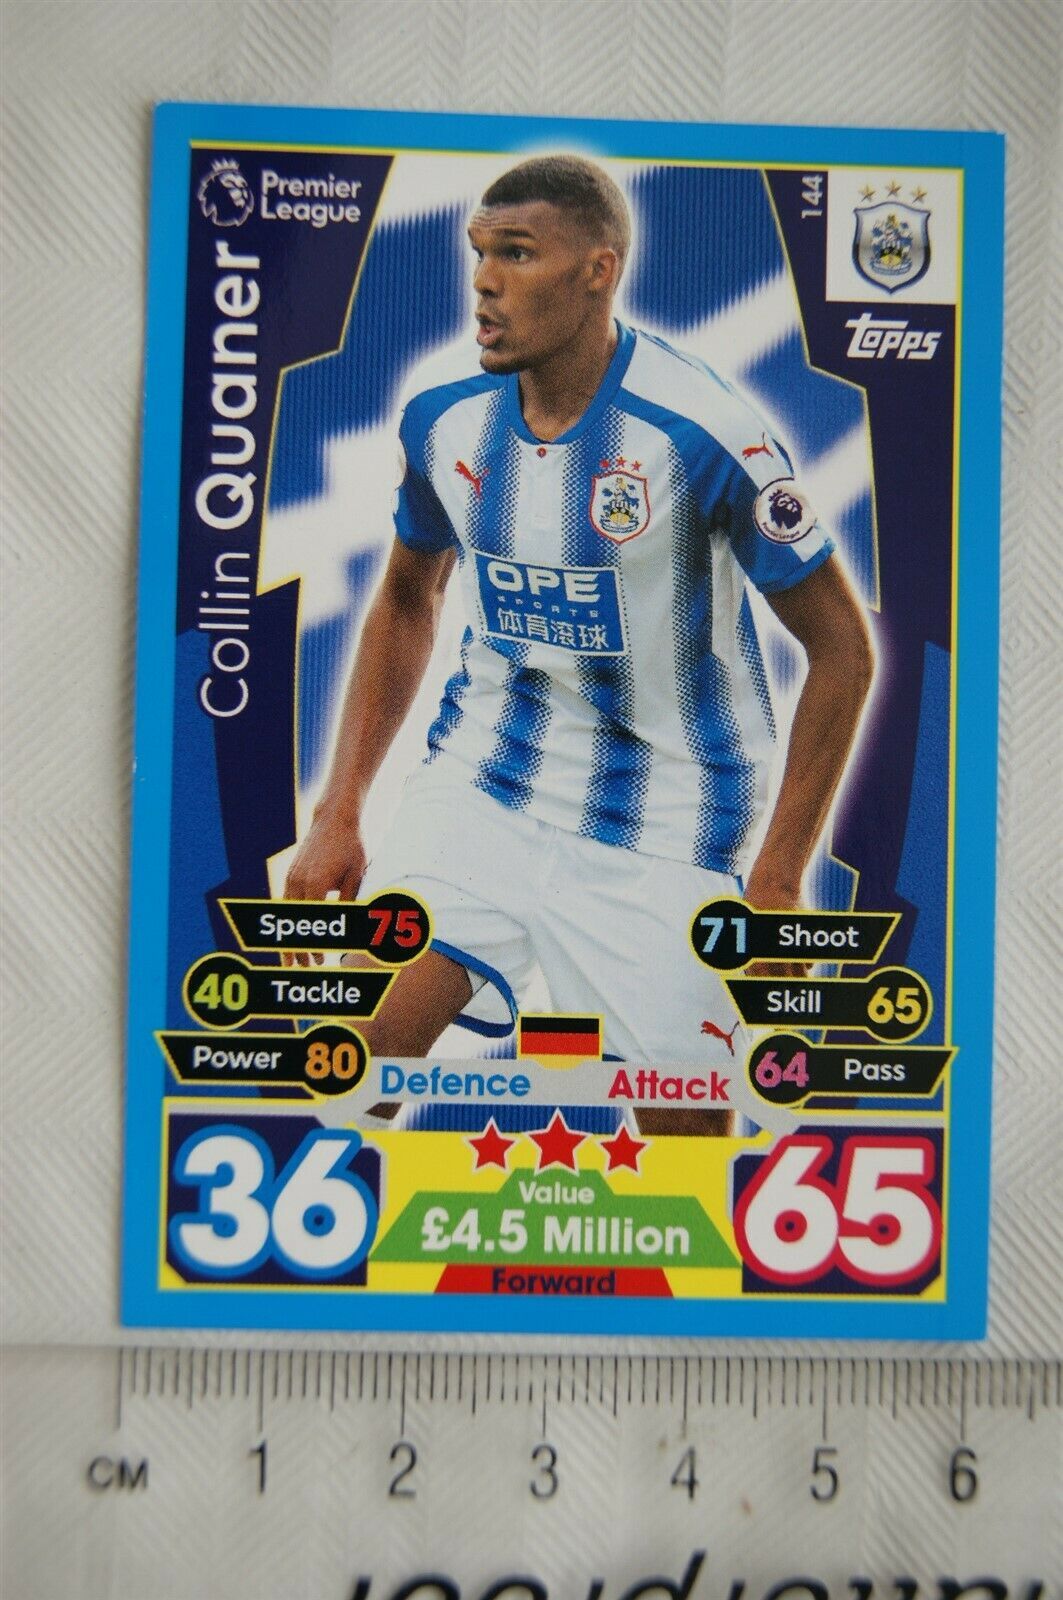 Premier
League
144
TOPPS
Collin Quaner
OPE
SPORTS
体育滚球
Speed 75
71 Shoot
40 Tackle
Skill 65
Power 80
64 Pass
Defence
Attack
36
65
Value
£4.5 Million
Forward
CM 1 2 3 4 5 6